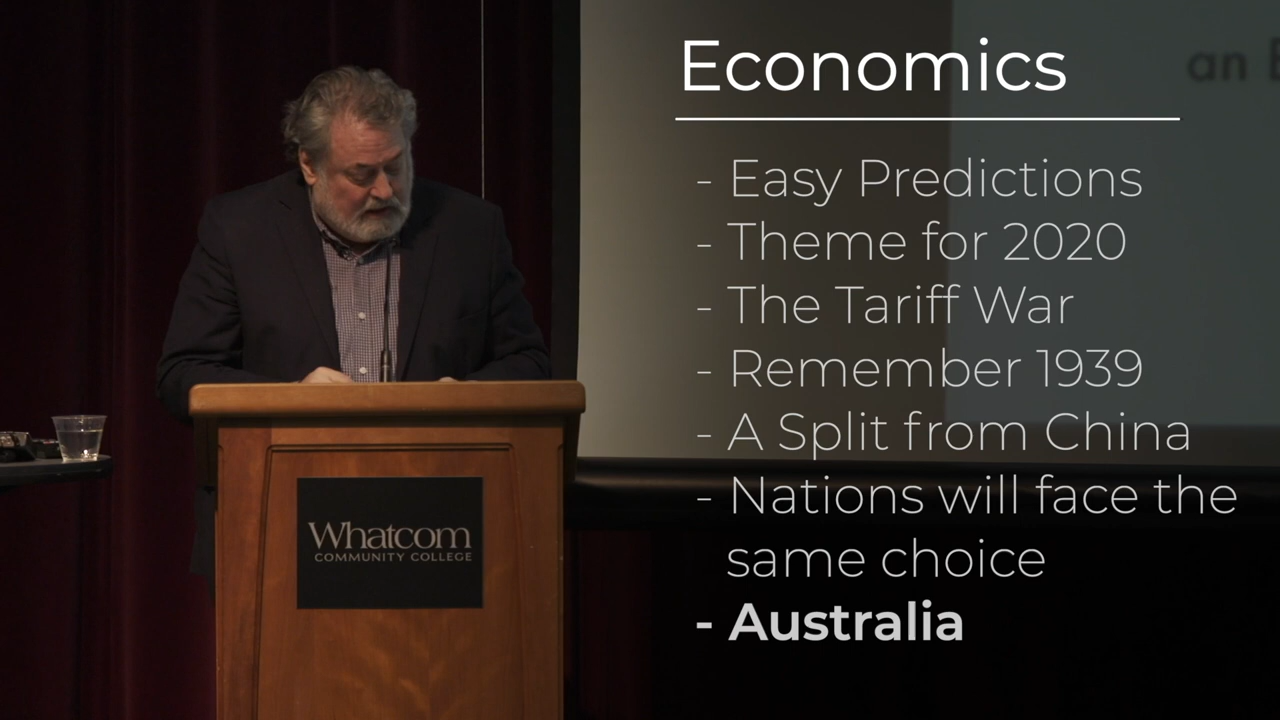 Economics
an
- Easy Predictions
- Theme for 2020
- The Tariff War
- Remember 1939
- A Split from China
- Nations will face the
same choice
- Australia
Whatcom
COMMUNITY COLLEGE